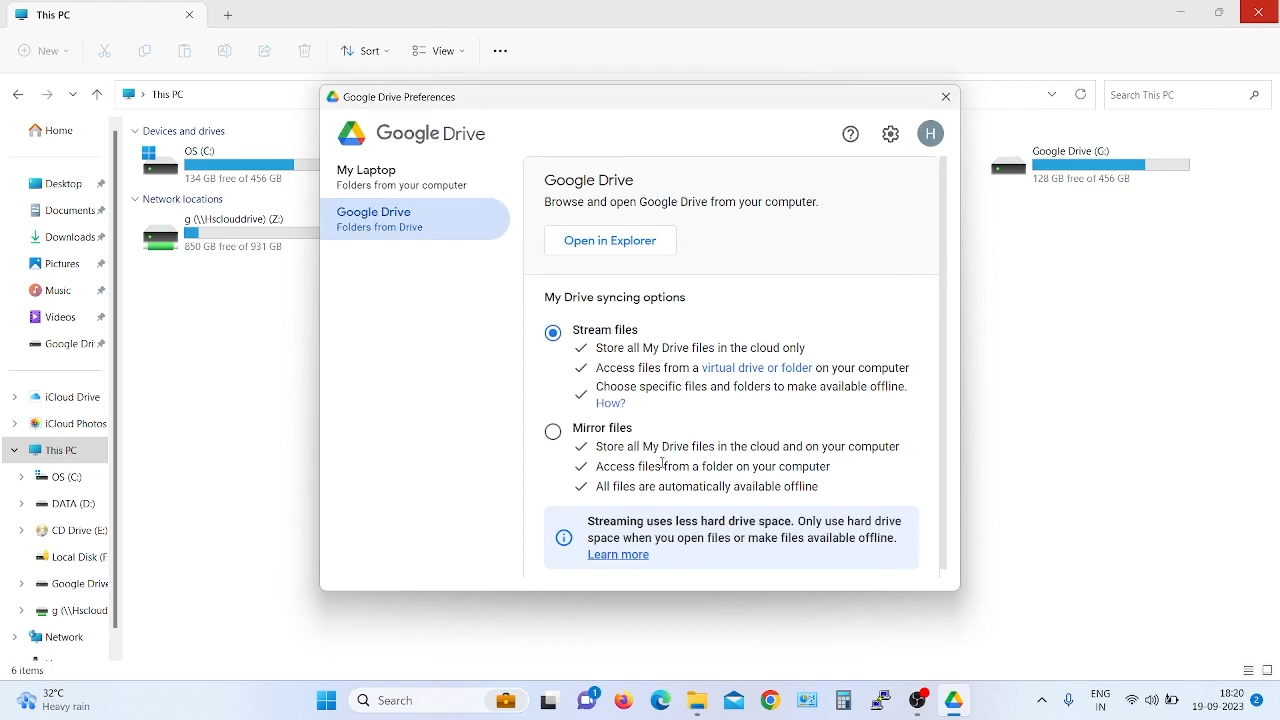 This PC
New
Sort
View
This PC
Search This PC
Home
Desktop
Documents
Downloads
Pictures
Music
Videos
Google Dri
iCloud Drive
iCloud Photos
This PC
OS (C:)
DATA (D:)
CD Drive (E:)
Local Disk (F
Google Drive
g (\\Hscloud
Network
6 items
Devices and drives
OS (C:)
134 GB free of 456 GB
Network locations
g (\\Hsclouddrive) (Z:)
850 GB free of 931 GB
Google Drive (G:)
128 GB free of 456 GB
Google Drive Preferences
Google Drive
H
My Laptop
Folders from your computer
Google Drive
Folders from Drive
Google Drive
Browse and open Google Drive from your computer.
Open in Explorer
My Drive syncing options
Stream files
Store all My Drive files in the cloud only
Access files from a virtual drive or folder on your computer
Choose specific files and folders to make available offline.
How?
Mirror files
Store all My Drive files in the cloud and on your computer
Access files from a folder on your computer
All files are automatically available offline
Streaming uses less hard drive space. Only use hard drive
space when you open files or make files available offline.
Learn more
32°C
Heavy rain
Search
1
ENG
IN
18:20
19-09-2023
2